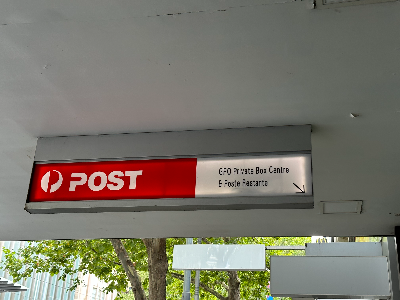 POST
GPO Private Box Centre
& Poste Restante